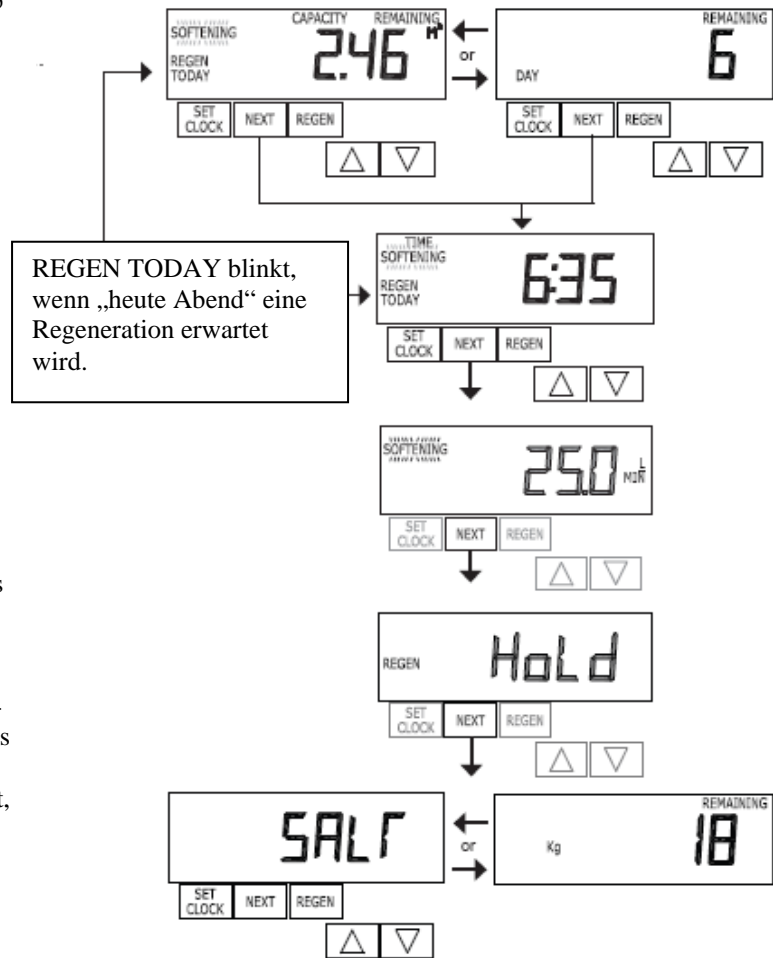 CAPACITY REMAINING
SOFTENING
2.46
REGEN
TODAY
SET
CLOCK
NEXT
REGEN
or
REMAINING
6
DAY
SET
CLOCK
NEXT
REGEN
REGEN TODAY blinkt,
wenn „heute Abend“ eine
Regeneration erwartet
wird.
TIME
SOFTENING
6:35
REGEN
TODAY
SET
CLOCK
NEXT
REGEN
SOFTENING
25.0
L
MIN
SET
CLOCK
NEXT
REGEN
REGEN
HoLd
SET
CLOCK
NEXT
REGEN
SALT
SET
CLOCK
NEXT
REGEN
or
REMAINING
Kg
18